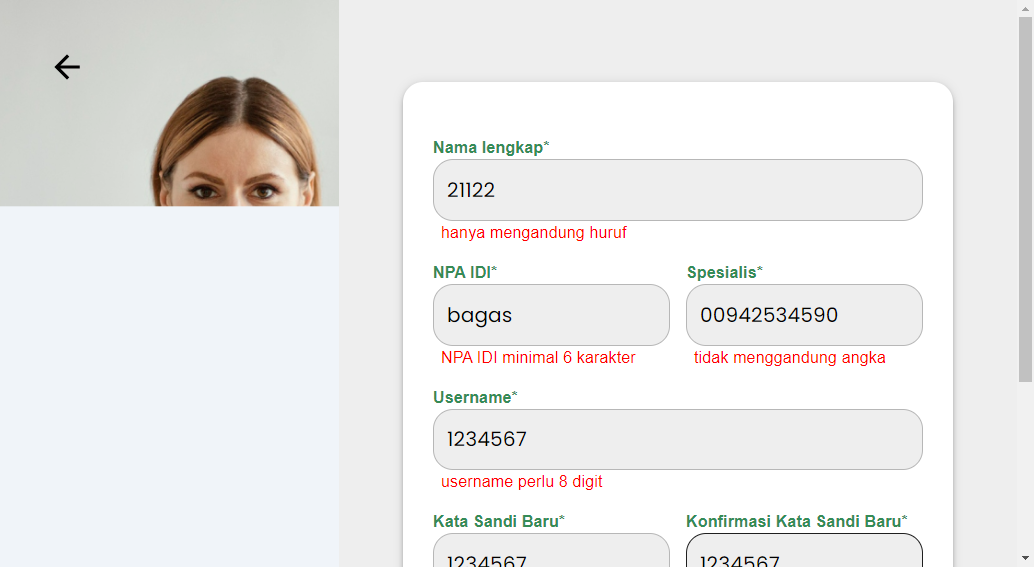 Nama lengkap*
21122
hanya mengandung huruf
NPA IDI*
Spesialis*
bagas
00942534590
NPA IDI minimal 6 karakter
tidak menggandung angka
Username*
1234567
username perlu 8 digit
Kata Sandi Baru*
Konfirmasi Kata Sandi Baru*
1234567
1234567